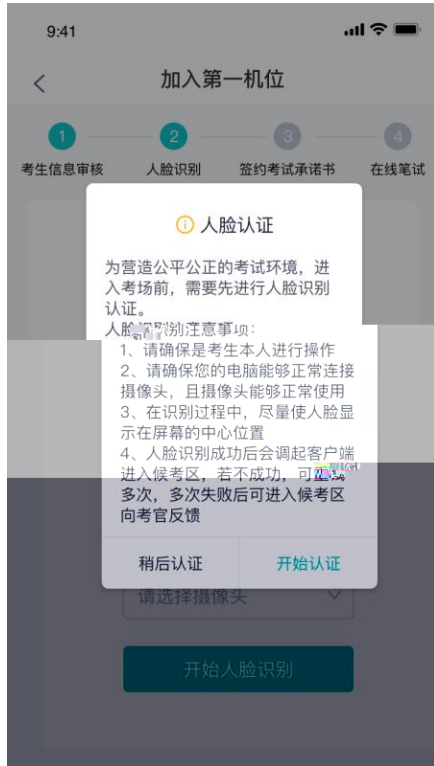 9:41
加入第一机位
1 2 3 4
考生信息审核 人脸识别 签约考试承诺书 在线笔试
人脸认证
为营造公平公正的考试环境，进
入考场前，需要先进行人脸识别
认证。
人脸识别注意事项：
1、请确保是考生本人进行操作
2、请确保您的电脑能够正常连接
摄像头，且摄像头能够正常使用
3、在识别过程中，尽量使人脸显
示在屏幕的中心位置
4、人脸识别成功后会调起客户端
进入候考区，若不成功，可
多次，多次失败后可进入候考区
向考官反馈
稍后认证 开始认证
请选择摄像头
开始人脸识别